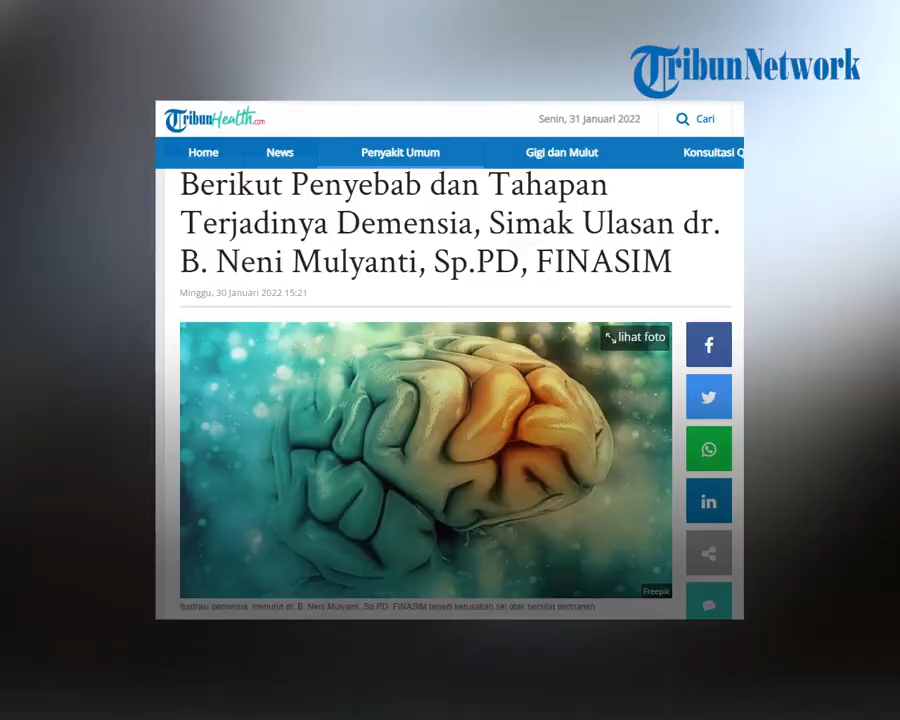 TribunNetwork
TribunHealth.com
Senin, 31 Januari 2022
Cari
Home News Penyakit Umum Gigi dan Mulut Konsultasi Q
Berikut Penyebab dan Tahapan
Terjadinya Demensia, Simak Ulasan dr.
B. Neni Mulyanti, Sp.PD, FINASIM
Minggu, 30 Januari 2022 15:21
lihat foto
Freepik
Ilustrasi demensia, menurut dr. B. Neni Mulyanti, Sp.PD, FINASIM terjadi kerusakan sel otak bersifat permanen